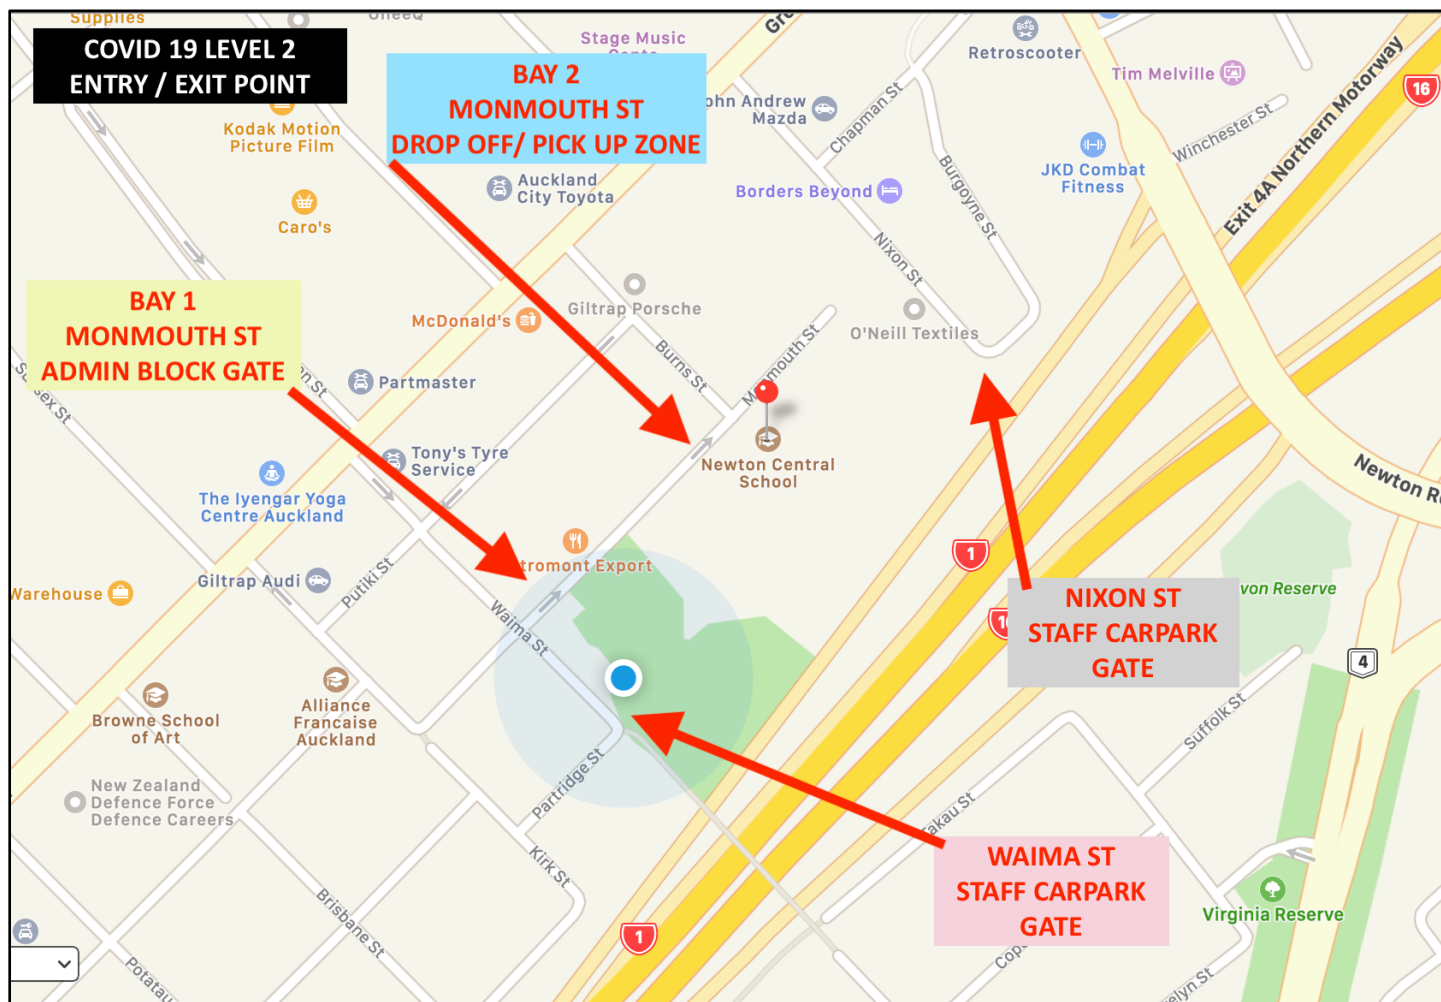 Supplies
COVID 19 LEVEL 2
ENTRY / EXIT POINT
Kodak Motion
Picture Film
Caro's
BAY 2
MONMOUTH ST
DROP OFF/ PICK UP ZONE
Stage Music
Auckland
City Toyota
ohn Andrew
Mazda
Borders Beyond
Retroscooter
Tim Melville
JKD Combat
Fitness
Chapman St
Burgoyne St
Nixon St
Winchester St
Exit 4A Northern Motorway
16
BAY 1
MONMOUTH ST
ADMIN BLOCK GATE
McDonald's
Giltrap Porsche
O'Neill Textiles
Partmaster
Burns St
Tony's Tyre
Service
The Iyengar Yoga
Centre Auckland
Newton Central
School
Newton R
Giltrap Audi
Warehouse
Putiki St
Waima St
tromont Export
1
NIXON ST
STAFF CARPARK
GATE
von Reserve
4
Browne School
of Art
Alliance
Francaise
Auckland
New Zealand
Defence Force
Defence Careers
Partridge St
Kirk St
Brisbane St
Suffolk St
WAIMA ST
STAFF CARPARK
GATE
Virginia Reserve
1